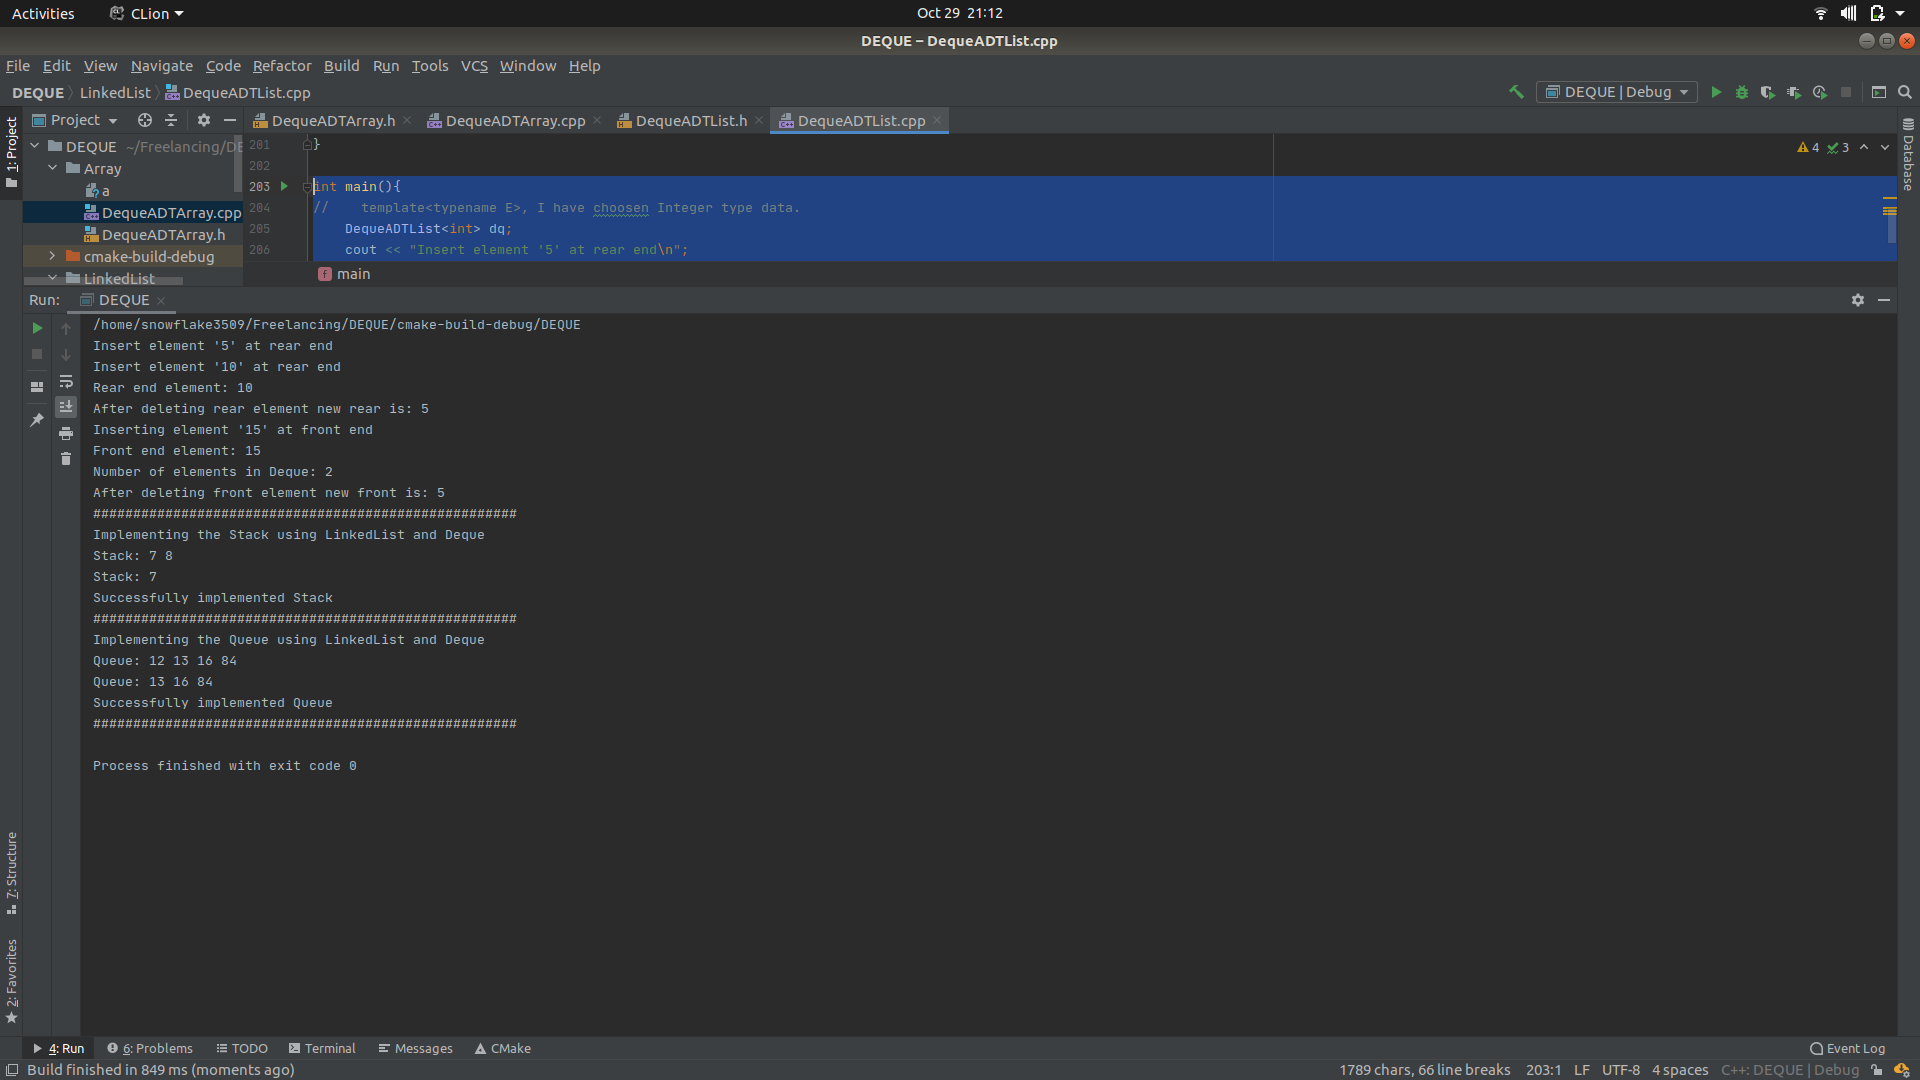 Activities CLion Oct 29 21:12
DEQUE – DequeADTList.cpp
File Edit View Navigate Code Refactor Build Run Tools VCS Window Help
DEQUE LinkedList DequeADTList.cpp DEQUE | Debug
1: Project
Project
DEQUE ~/Freelancing/DE
Array
a
DequeADTArray.cpp
DequeADTArray.h
cmake-build-debug
LinkedList
DequeADTArray.h DequeADTArray.cpp DequeADTList.h DequeADTList.cpp
4 3
Database
201 }
202
203 int main(){
204 //    template<typename E>, I have choosen Integer type data.
205     DequeADTList<int> dq;
206     cout << "Insert element '5' at rear end\n";
f main
Run: DEQUE
/home/snowflake3509/Freelancing/DEQUE/cmake-build-debug/DEQUE
Insert element '5' at rear end
Insert element '10' at rear end
Rear end element: 10
After deleting rear element new rear is: 5
Inserting element '15' at front end
Front end element: 15
Number of elements in Deque: 2
After deleting front element new front is: 5
#####################################################
Implementing the Stack using LinkedList and Deque
Stack: 7 8
Stack: 7
Successfully implemented Stack
#####################################################
Implementing the Queue using LinkedList and Deque
Queue: 12 13 16 84
Queue: 13 16 84
Successfully implemented Queue
#####################################################
Process finished with exit code 0
7: Structure
2: Favorites
4: Run 6: Problems TODO Terminal Messages CMake Event Log
Build finished in 849 ms (moments ago) 1789 chars, 66 line breaks 203:1 LF UTF-8 4 spaces C++: DEQUE | Debug